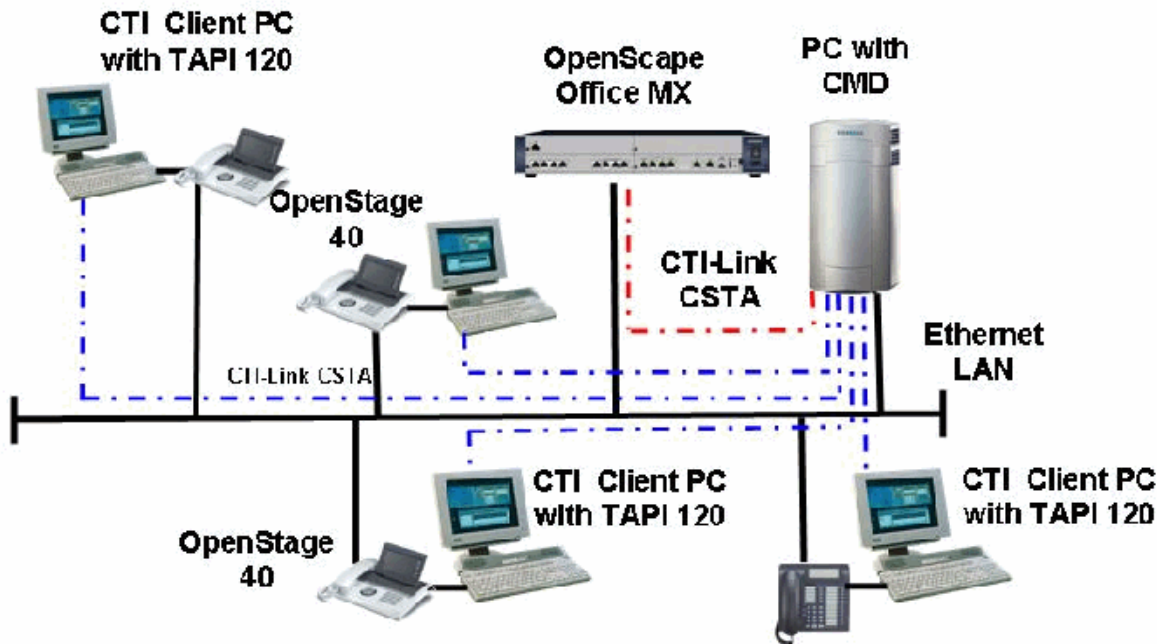 CTI Client PC
with TAPI 120
OpenScape
Office MX
PC with
CMD
OpenStage
40
CTI-Link
CSTA
Ethernet
LAN
CTI-Link CSTA
CTI Client PC
with TAPI 120
CTI Client PC
with TAPI 120
OpenStage
40